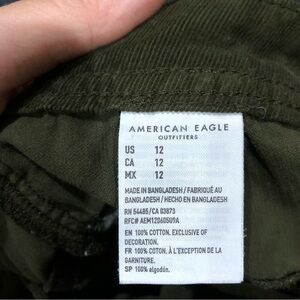 AMERICAN EAGLE
OUTFITTERS
US 12
CA 12
MX 12
MADE IN BANGLADESH / FABRIQUÉ AU
BANGLADESH / HECHO EN BANGLADESH
RN 54485/CA 03873
RFC# AEM12060509A
EN 100% COTTON. EXCLUSIVE OF
DECORATION.
FR 100% COTON. À L'EXCEPTION DE LA
GARNITURE.
SP 100% algodón.